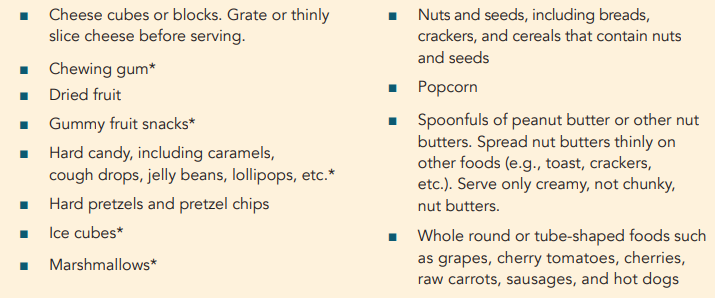 ■ Cheese cubes or blocks. Grate or thinly
slice cheese before serving.
■ Chewing gum*
■ Dried fruit
■ Gummy fruit snacks*
■ Hard candy, including caramels,
cough drops, jelly beans, lollipops, etc.*
■ Hard pretzels and pretzel chips
■ Ice cubes*
■ Marshmallows*
■ Nuts and seeds, including breads,
crackers, and cereals that contain nuts
and seeds
■ Popcorn
■ Spoonfuls of peanut butter or other nut
butters. Spread nut butters thinly on
other foods (e.g., toast, crackers,
etc.). Serve only creamy, not chunky,
nut butters.
■ Whole round or tube-shaped foods such
as grapes, cherry tomatoes, cherries,
raw carrots, sausages, and hot dogs